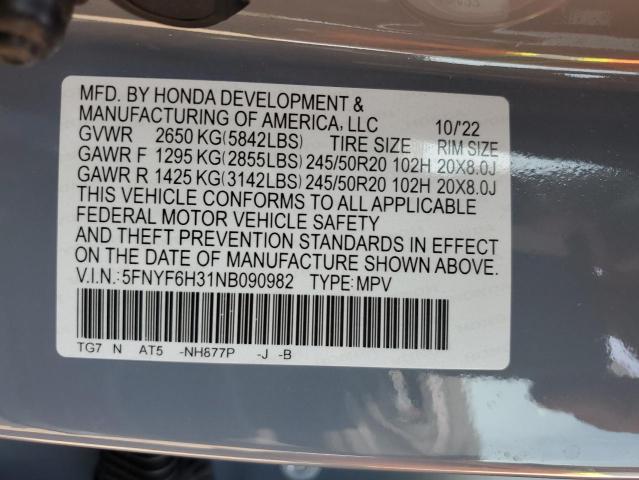 MFD. BY HONDA DEVELOPMENT &
MANUFACTURING OF AMERICA, LLC 10/'22
GVWR 2650 KG(5842LBS) TIRE SIZE RIM SIZE
GAWR F 1295 KG(2855LBS) 245/50R20 102H 20X8.0J
GAWR R 1425 KG(3142LBS) 245/50R20 102H 20X8.0J
THIS VEHICLE CONFORMS TO ALL APPLICABLE
FEDERAL MOTOR VEHICLE SAFETY
AND THEFT PREVENTION STANDARDS IN EFFECT
ON THE DATE OF MANUFACTURE SHOWN ABOVE.
V.I.N.:5FNYF6H31NB090982 TYPE:MPV
TG7 N AT5 -NH877P -J -B